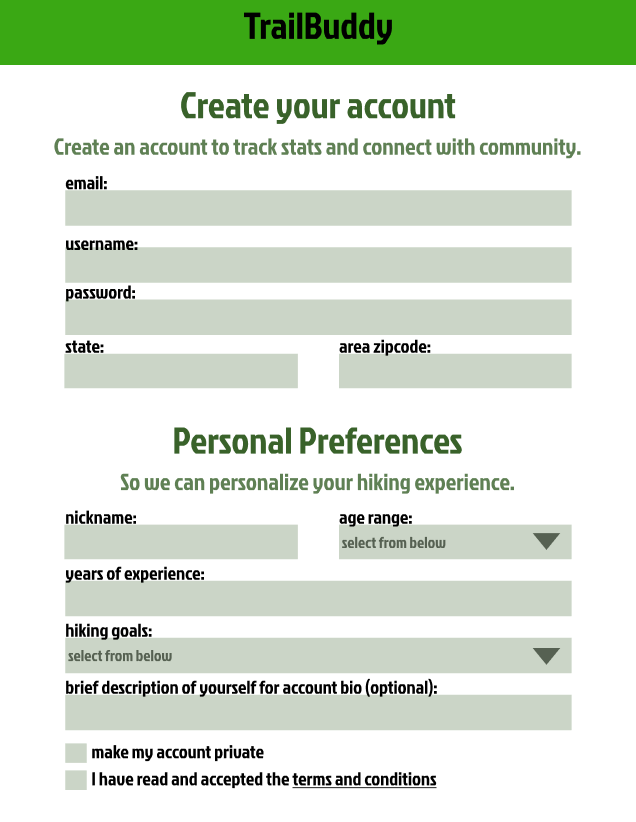 TrailBuddy
Create your account
Create an account to track stats and connect with community.
email:
username:
password:
state:
area zipcode:
Personal Preferences
So we can personalize your hiking experience.
nickname:
age range:
select from below
years of experience:
hiking goals:
select from below
brief description of yourself for account bio (optional):
make my account private
I have read and accepted the terms and conditions